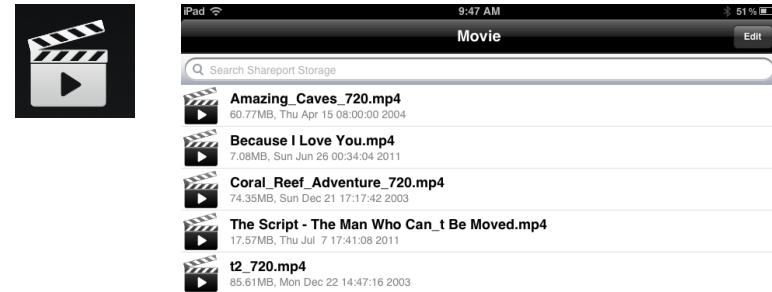 iPad 9:47 AM 51%
Movie Edit
Search Shareport Storage
Amazing_Caves_720.mp4
60.77MB, Thu Apr 15 08:00:00 2004
Because I Love You.mp4
7.08MB, Sun Jun 26 00:34:04 2011
Coral_Reef_Adventure_720.mp4
74.35MB, Sun Dec 21 17:17:42 2003
The Script - The Man Who Can_t Be Moved.mp4
17.57MB, Thu Jul  7 17:41:08 2011
t2_720.mp4
85.61MB, Mon Dec 22 14:47:16 2003